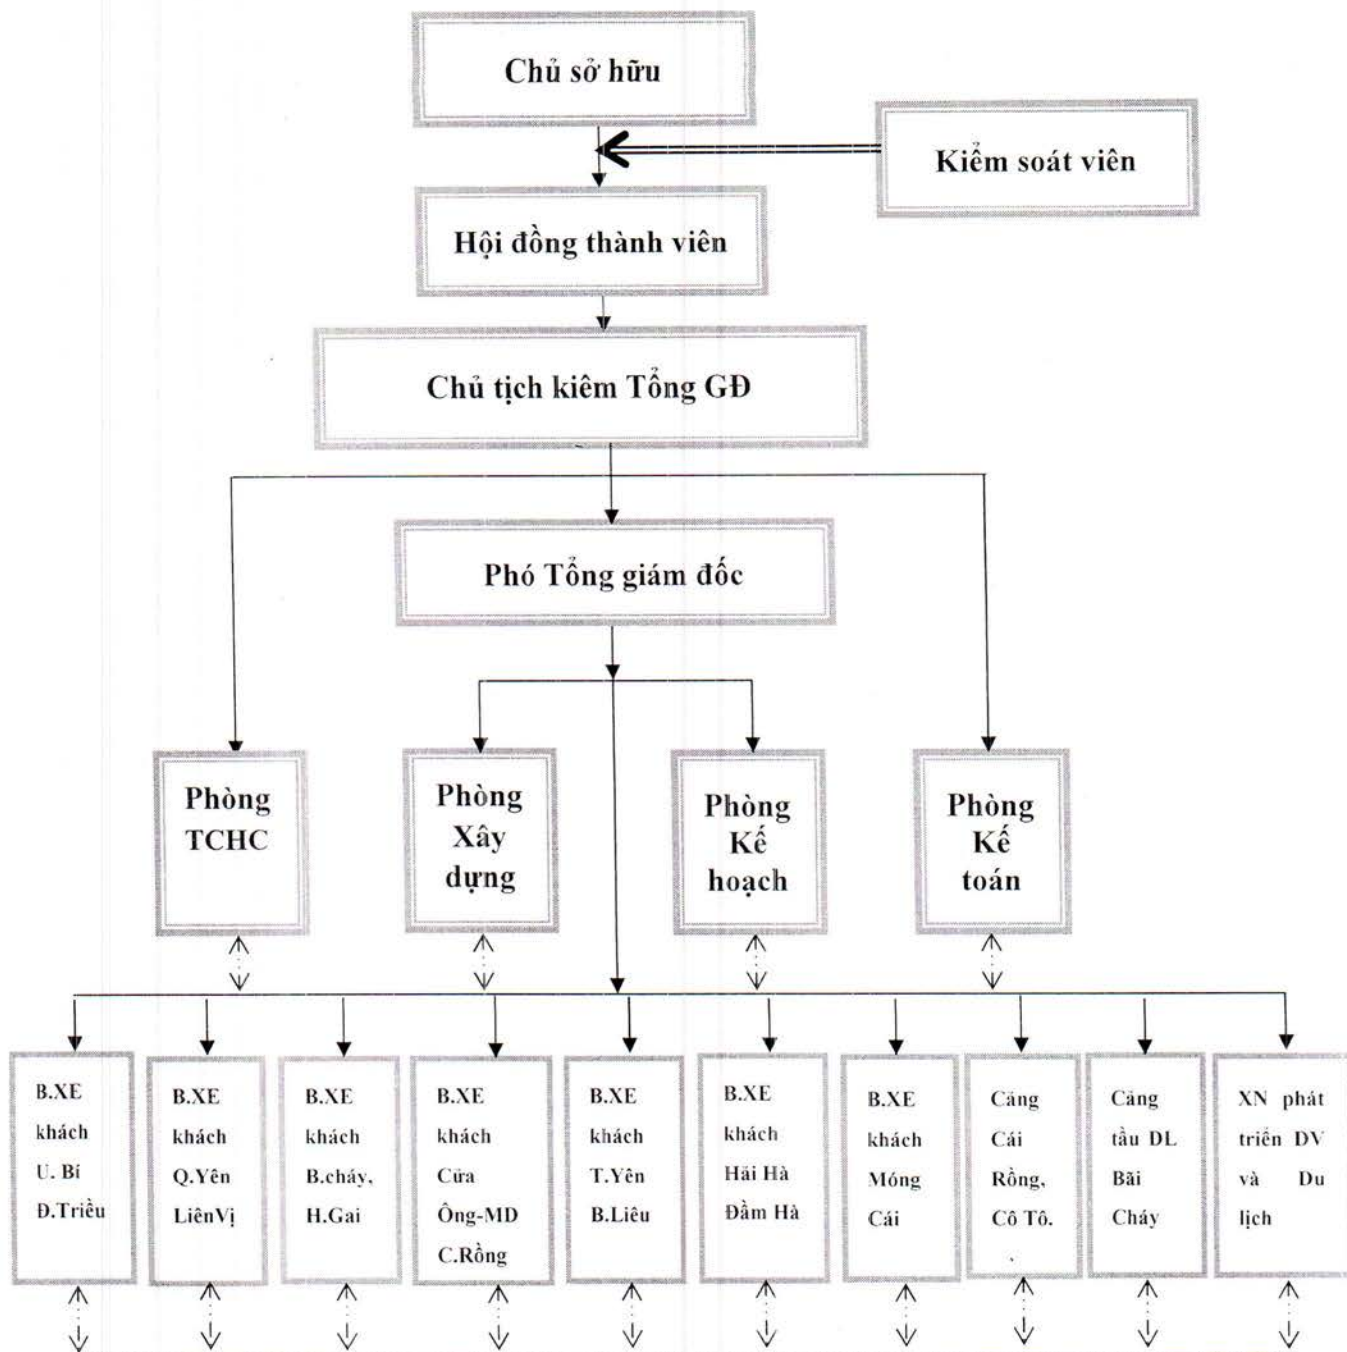 Chủ sở hữu
Kiểm soát viên
Hội đồng thành viên
Chủ tịch kiêm Tổng GĐ
Phó Tổng giám đốc
Phòng
TCHC
Phòng
Xây
dựng
Phòng
Kế
hoạch
Phòng
Kế
toán
B.XE
khách
U. Bí
Đ.Triều
B.XE
khách
Q.Yên
LiênVị
B.XE
khách
B.cháy,
H.Gai
B.XE
khách
Cửa
Ông-MD
C.Rồng
B.XE
khách
T.Yên
B.Liêu
B.XE
khách
Hải Hà
Đầm Hà
B.XE
khách
Móng
Cái
Cảng
Cái
Rồng,
Cô Tô.
Cảng
tầu DL
Bãi
Cháy
XN phát
triển DV
và Du
lịch